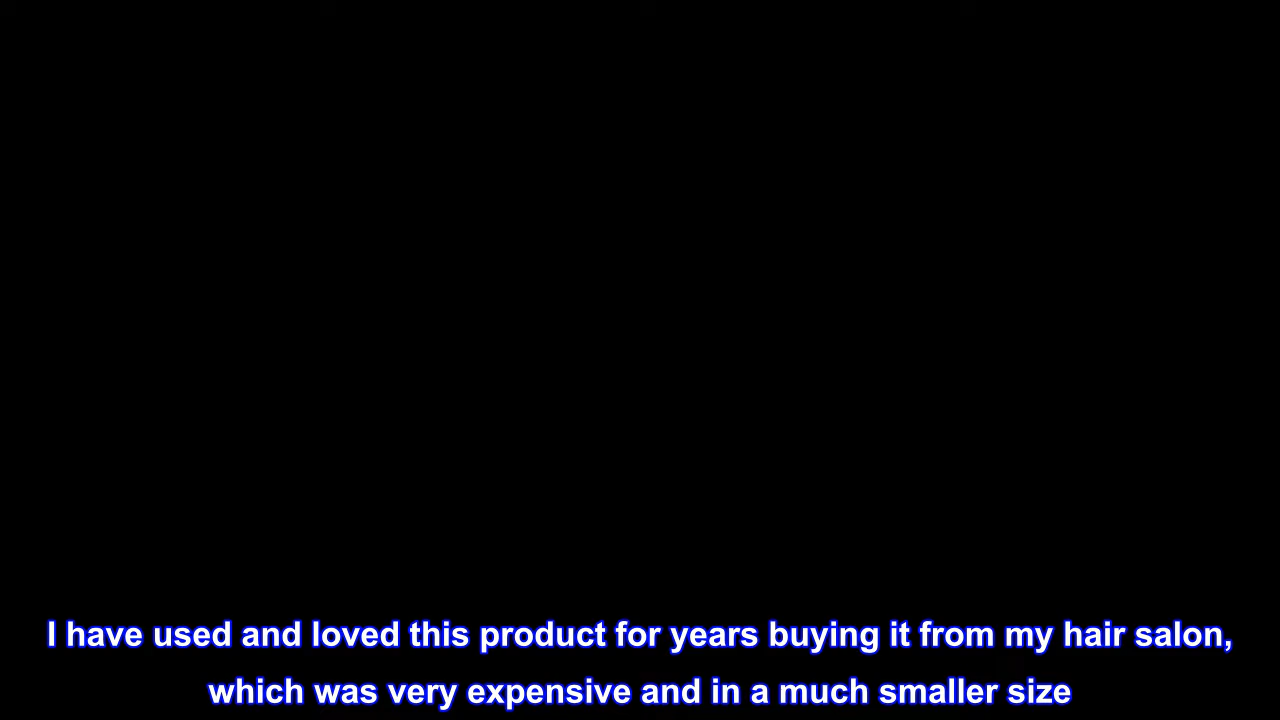 I have used and loved this product for years buying it from my hair salon,
which was very expensive and in a much smaller size